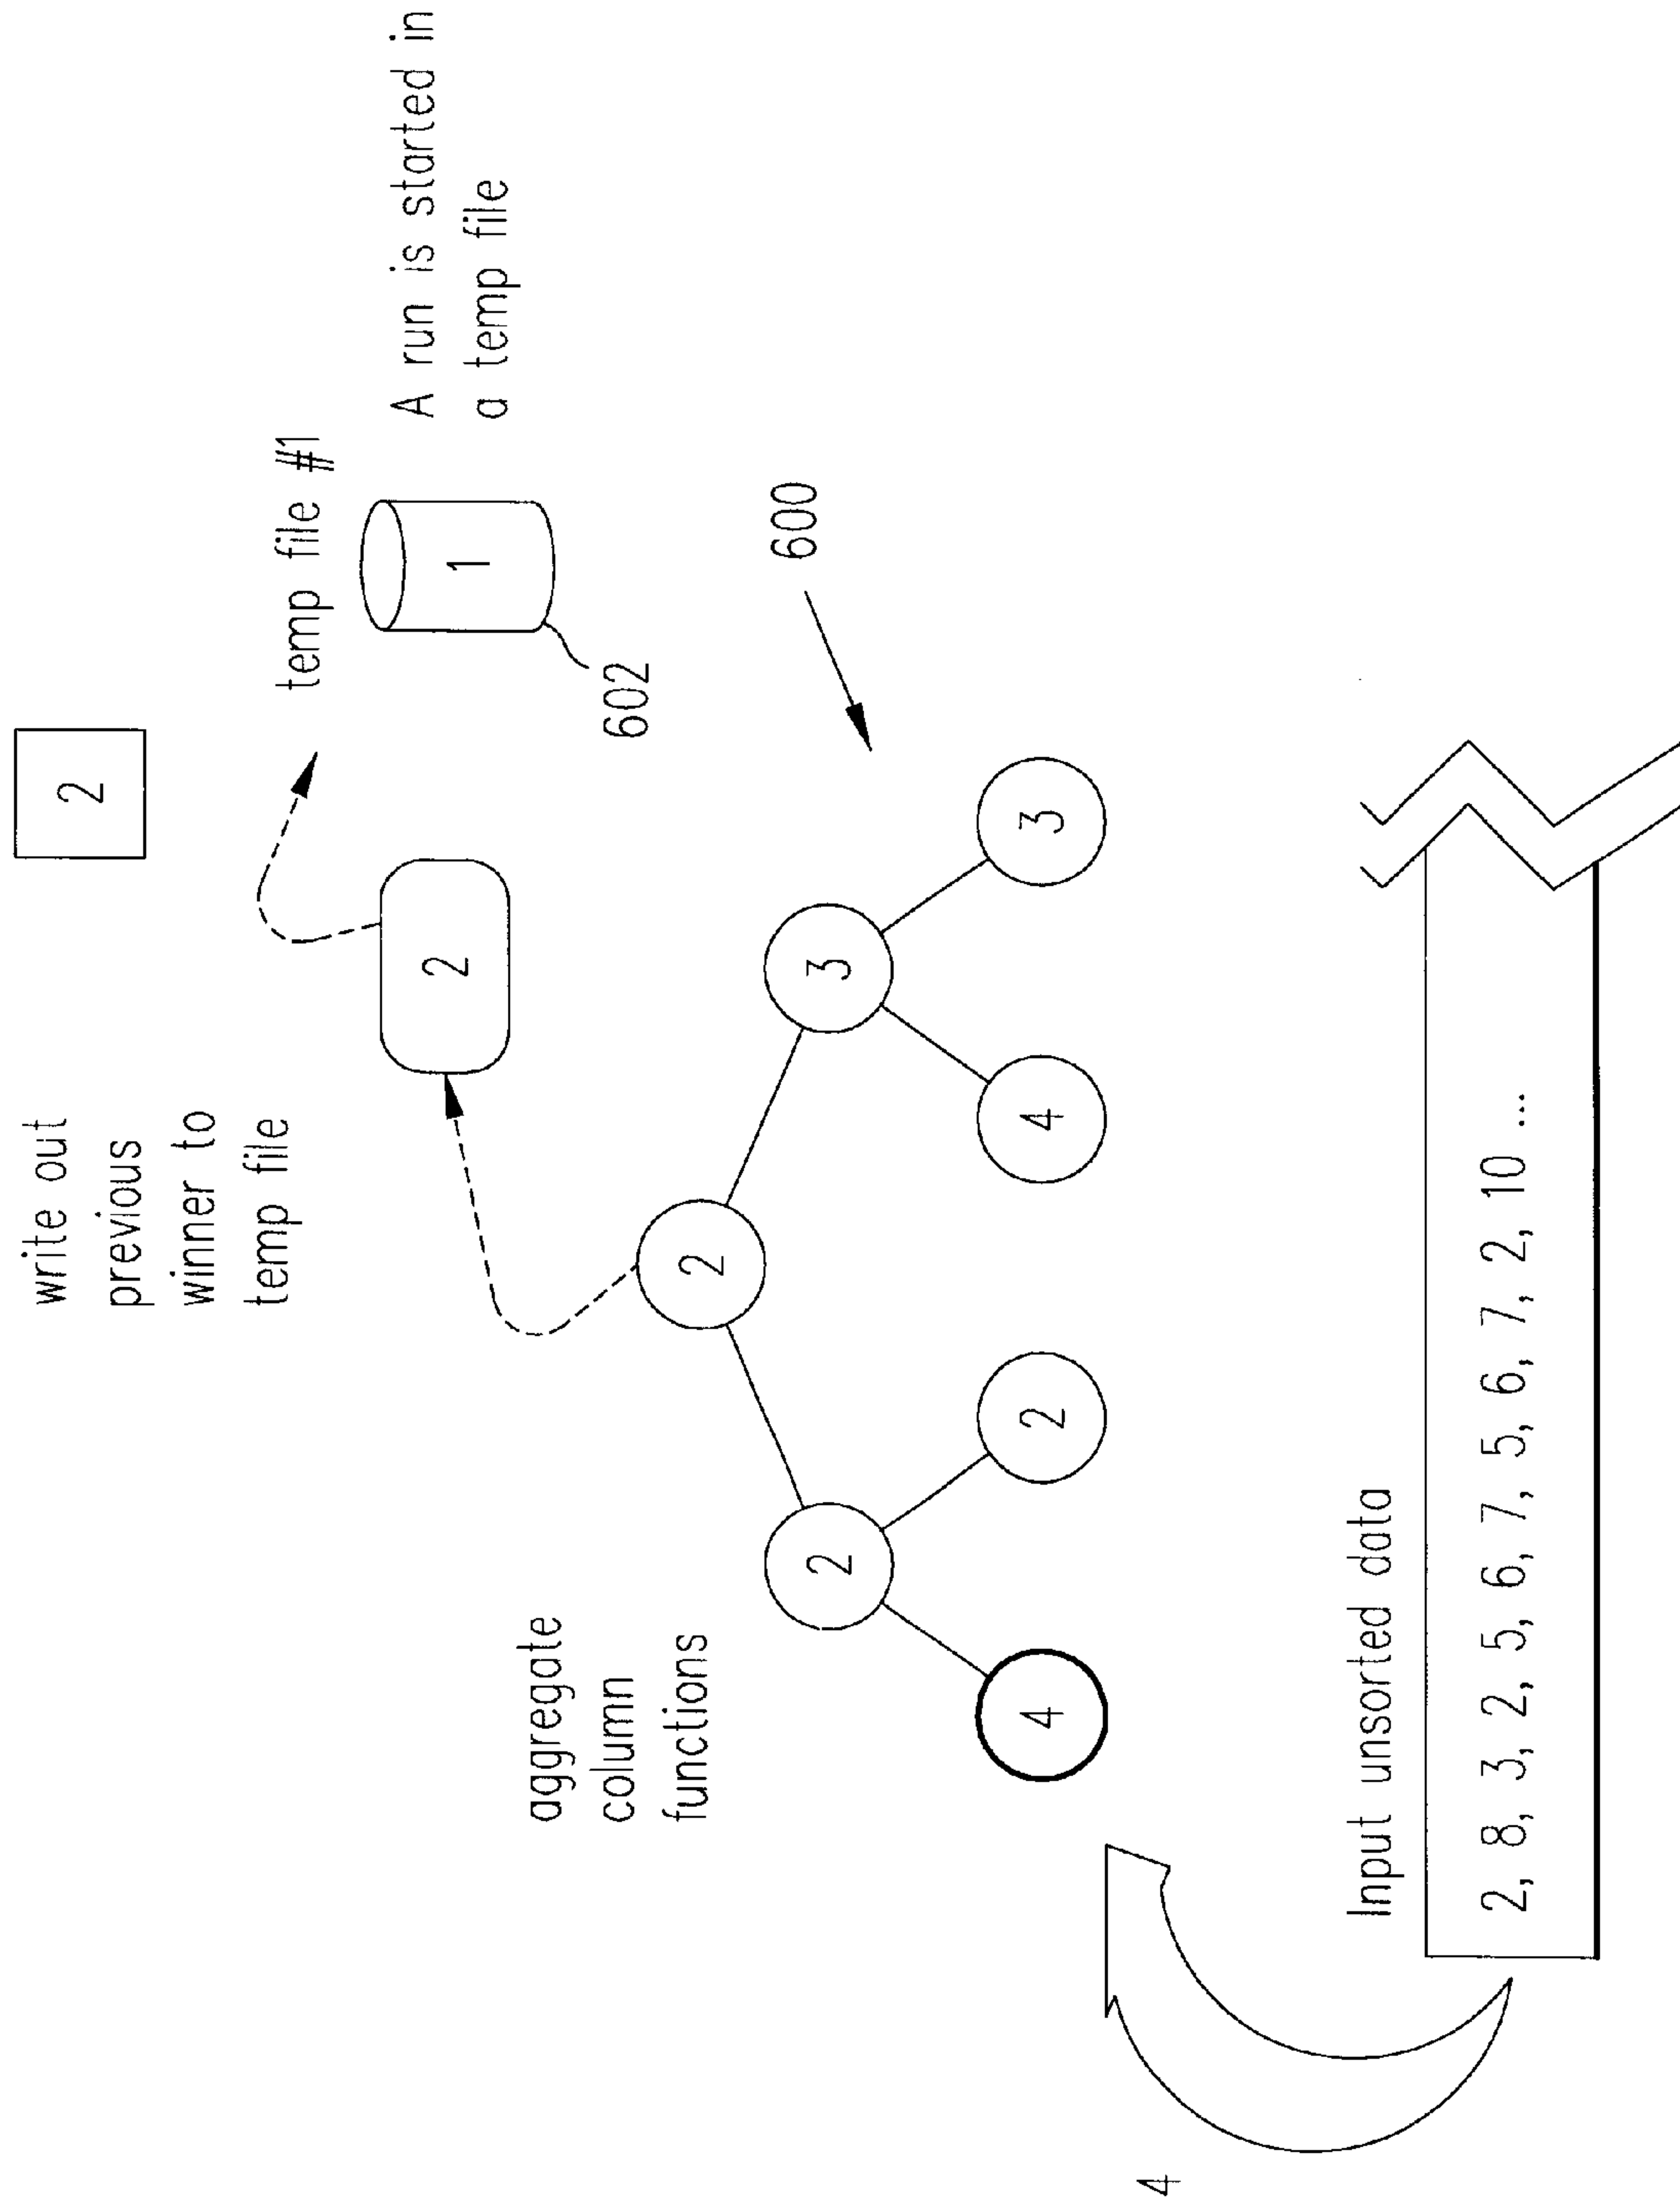 2
write out
previous
winner to
temp file
temp file #1
A run is started in
a temp file
2
1
602
600
aggregate
column
functions
2
2
3
4
2
4
3
Input unsorted data
2, 8, 3, 2, 5, 6, 7, 5, 6, 7, 2, 10 ...
4